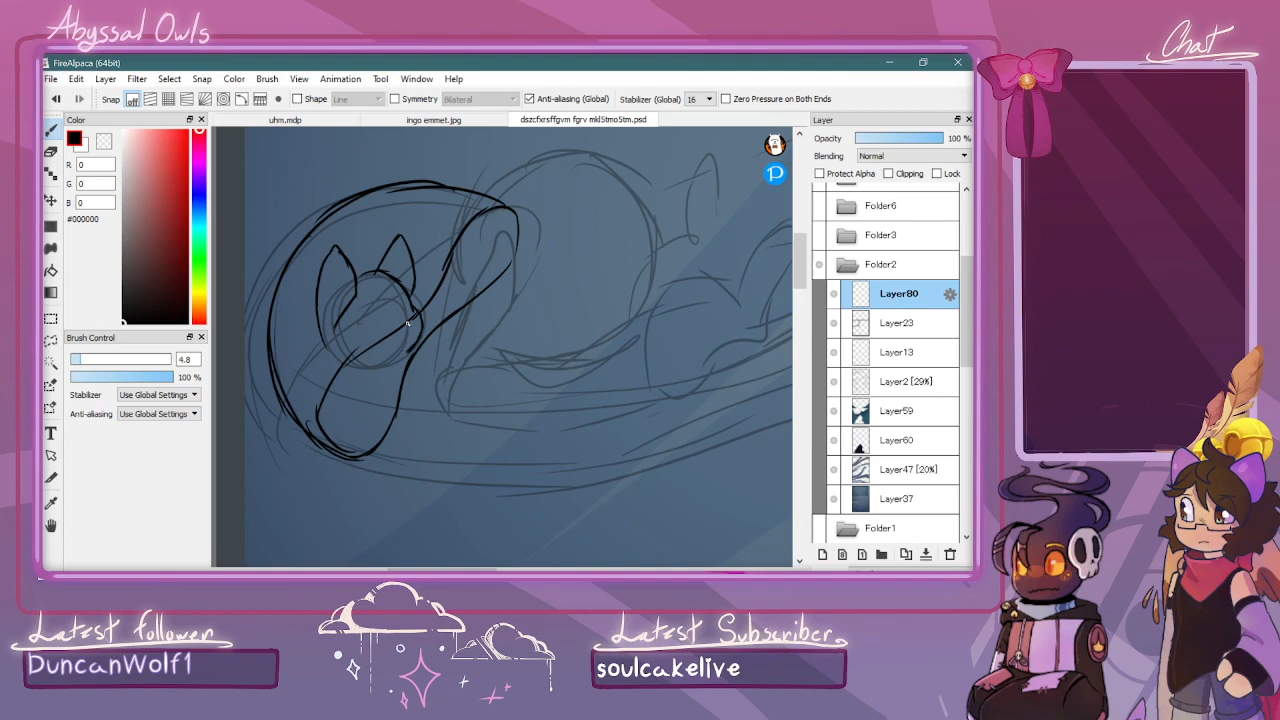 Abyssal Owls
Chat
FireAlpaca (64bit)
File Edit Layer Filter Select Snap Color Brush View Animation Tool Window Help
Snap off Shape Line Symmetry Bilateral Anti-aliasing (Global) Stabilizer (Global) 16 Zero Pressure on Both Ends
Color
uhm.mdp
ingo emmet.jpg
dszcfxrsffgvm fgrv mkl5tmo5tm.psd
Layer
R 0
G 0
B 0
#000000
Opacity 100 %
Blending Normal
Protect Alpha Clipping Lock
Folder6
Folder3
Folder2
Layer80
Layer23
Layer13
Layer2 [29%]
Layer59
Layer60
Layer47 [20%]
Layer37
Folder1
Brush Control
4.8
100 %
Stabilizer Use Global Settings
Anti-aliasing Use Global Settings
Latest follower
DuncanWolf1
Latest Subscriber
soulcakelive